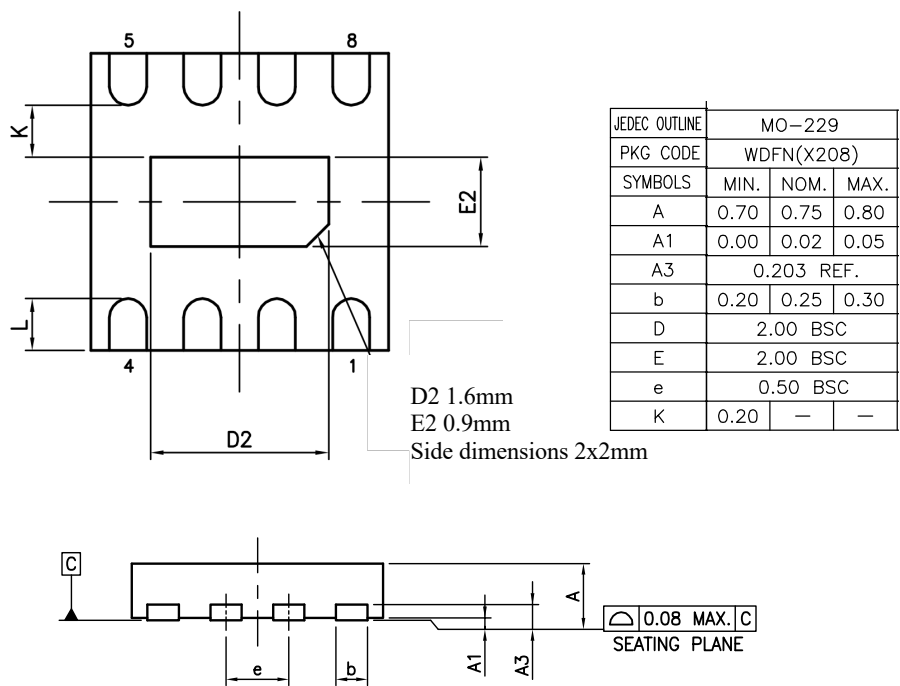 5 8
K
E2
L
4 1
D2
D2 1.6mm
E2 0.9mm
Side dimensions 2x2mm
JEDEC OUTLINE MO-229
PKG CODE WDFN(X208)
SYMBOLS MIN. NOM. MAX.
A 0.70 0.75 0.80
A1 0.00 0.02 0.05
A3 0.203 REF.
b 0.20 0.25 0.30
D 2.00 BSC
E 2.00 BSC
e 0.50 BSC
K 0.20 — —
C
A
0.08 MAX. C
SEATING PLANE
e b A1 A3